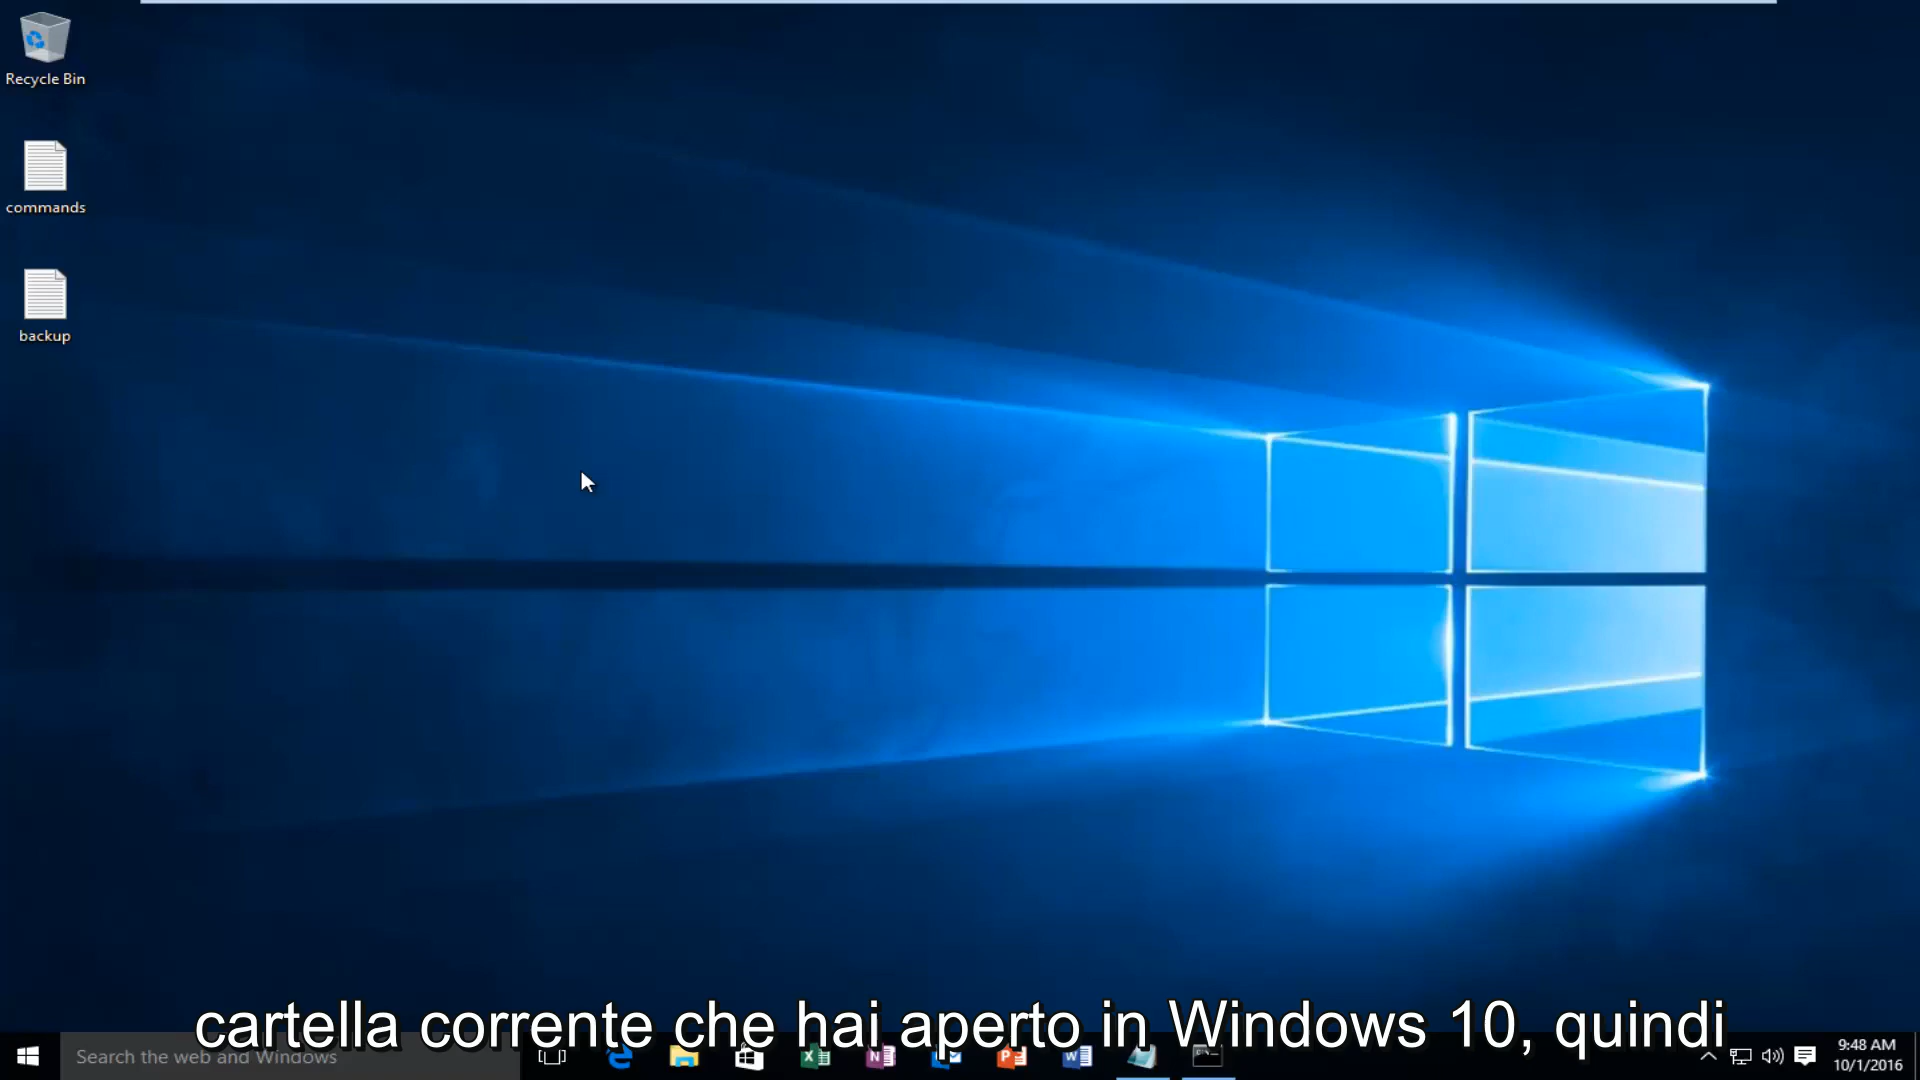 Recycle Bin
commands
backup
cartella corrente che hai aperto in Windows 10, quindi
Search the web and Windows
9:48 AM
10/1/2016